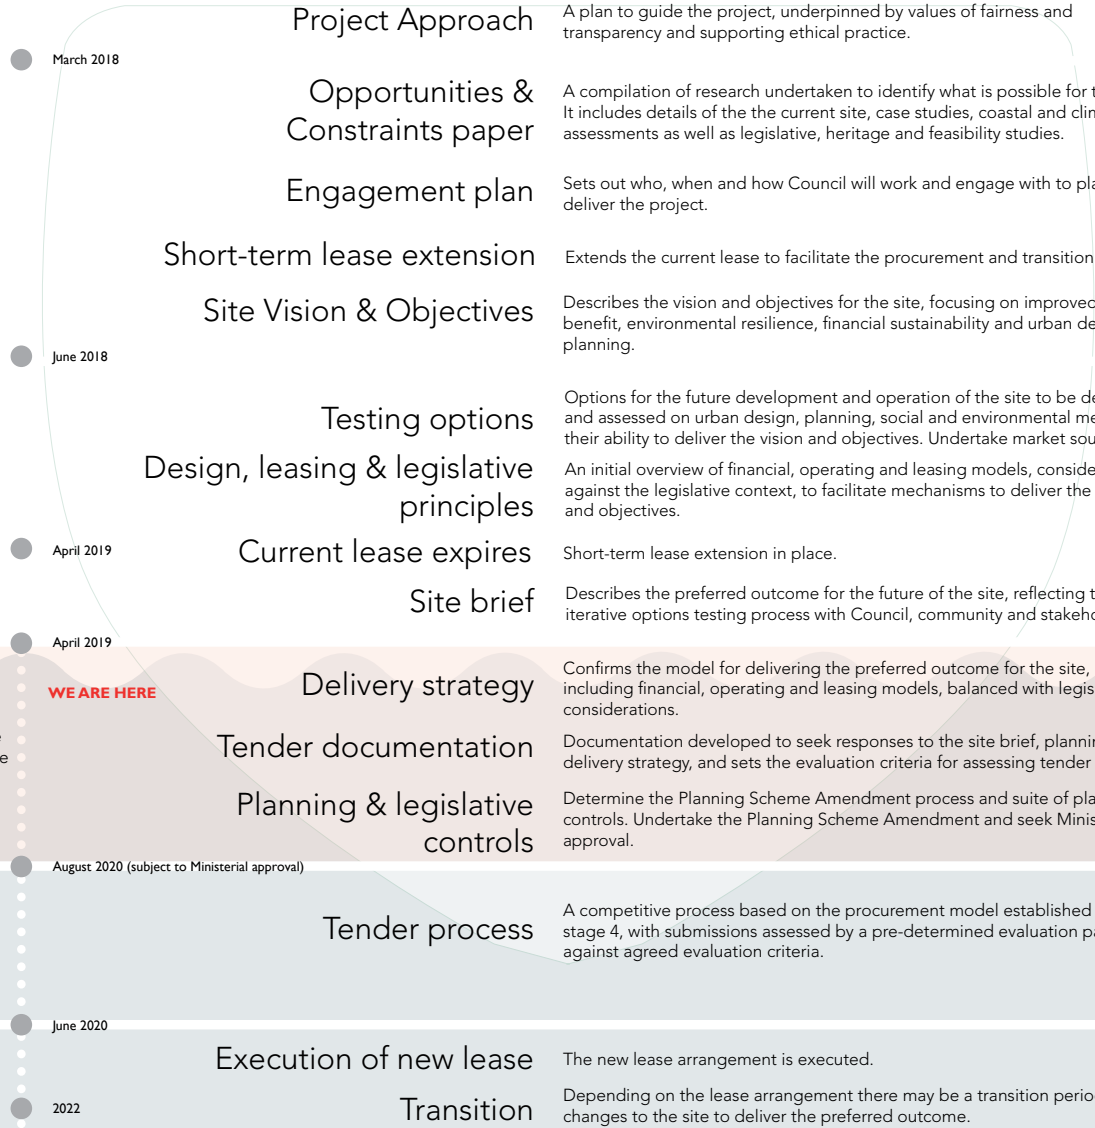 Project Approach
A plan to guide the project, underpinned by values of fairness and
transparency and supporting ethical practice.
March 2018
Opportunities &
Constraints paper
A compilation of research undertaken to identify what is possible for
It includes details of the the current site, case studies, coastal and
assessments as well as legislative, heritage and feasibility studies.
Engagement plan
Sets out who, when and how Council will work and engage with to
deliver the project.
Short-term lease extension
Extends the current lease to facilitate the procurement and transition
Site Vision & Objectives
Describes the vision and objectives for the site, focusing on improved
benefit, environmental resilience, financial sustainability and urban
planning.
June 2018
Testing options
Options for the future development and operation of the site to be
and assessed on urban design, planning, social and environmental
their ability to deliver the vision and objectives. Undertake market
Design, leasing & legislative
principles
An initial overview of financial, operating and leasing models,
against the legislative context, to facilitate mechanisms to deliver the
and objectives.
April 2019
Current lease expires
Short-term lease extension in place.
Site brief
Describes the preferred outcome for the future of the site, reflecting
iterative options testing process with Council, community and
April 2019
WE ARE HERE
Delivery strategy
Confirms the model for delivering the preferred outcome for the site,
including financial, operating and leasing models, balanced with
considerations.
Tender documentation
Documentation developed to seek responses to the site brief,
delivery strategy, and sets the evaluation criteria for assessing tender
Planning & legislative
controls
Determine the Planning Scheme Amendment process and suite of
controls. Undertake the Planning Scheme Amendment and seek
approval.
August 2020 (subject to Ministerial approval)
Tender process
A competitive process based on the procurement model established
stage 4, with submissions assessed by a pre-determined evaluation
against agreed evaluation criteria.
June 2020
Execution of new lease
The new lease arrangement is executed.
2022
Transition
Depending on the lease arrangement there may be a transition
changes to the site to deliver the preferred outcome.